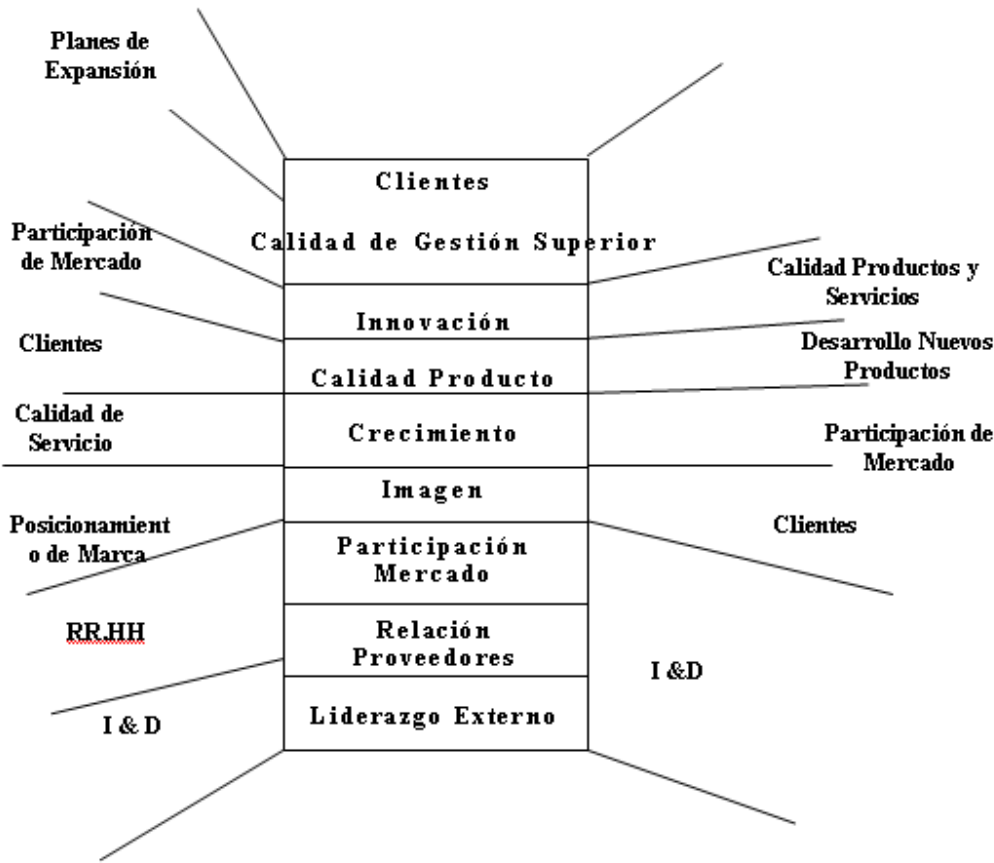 Planes de
Expansión
Participación
de Mercado
Clientes
Calidad de
Servicio
Posicionamient
o de Marca
RR.HH
I & D
Clientes
Calidad de Gestión Superior
Innovación
Calidad Producto
Crecimiento
Imagen
Participación
Mercado
Relación
Proveedores
Liderazgo Externo
Calidad Productos y
Servicios
Desarrollo Nuevos
Productos
Participación de
Mercado
Clientes
I &D